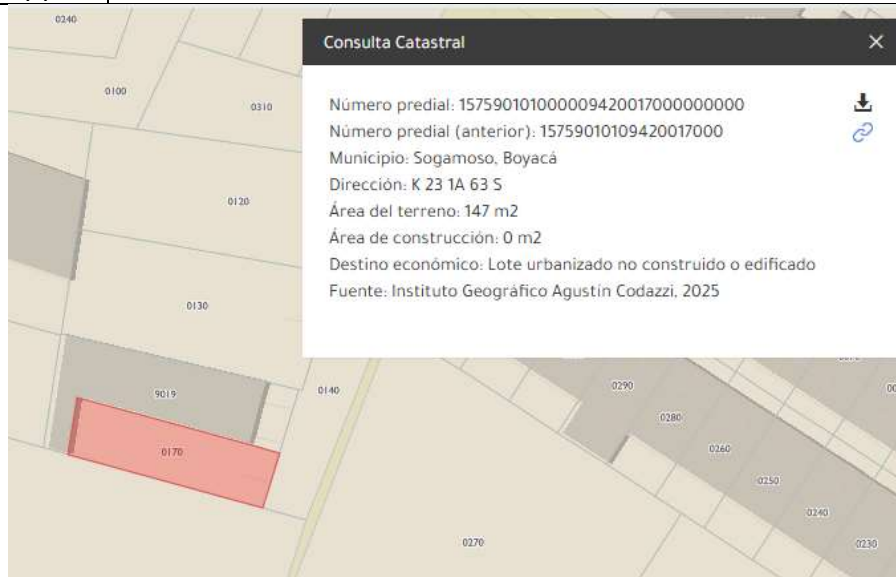 Consulta Catastral
Número predial: 157590101000009420017000000000
Número predial (anterior): 15759010109420017000
Municipio: Sogamoso, Boyacá
Dirección: K 23 1A 63 S
Área del terreno: 147 m2
Área de construcción: 0 m2
Destino económico: Lote urbanizado no construido o edificado
Fuente: Instituto Geográfico Agustín Codazzi, 2025
0240
0100
0310
0120
0130
9019
0140
0170
0290
0280
0260
0250
0240
0230
0270